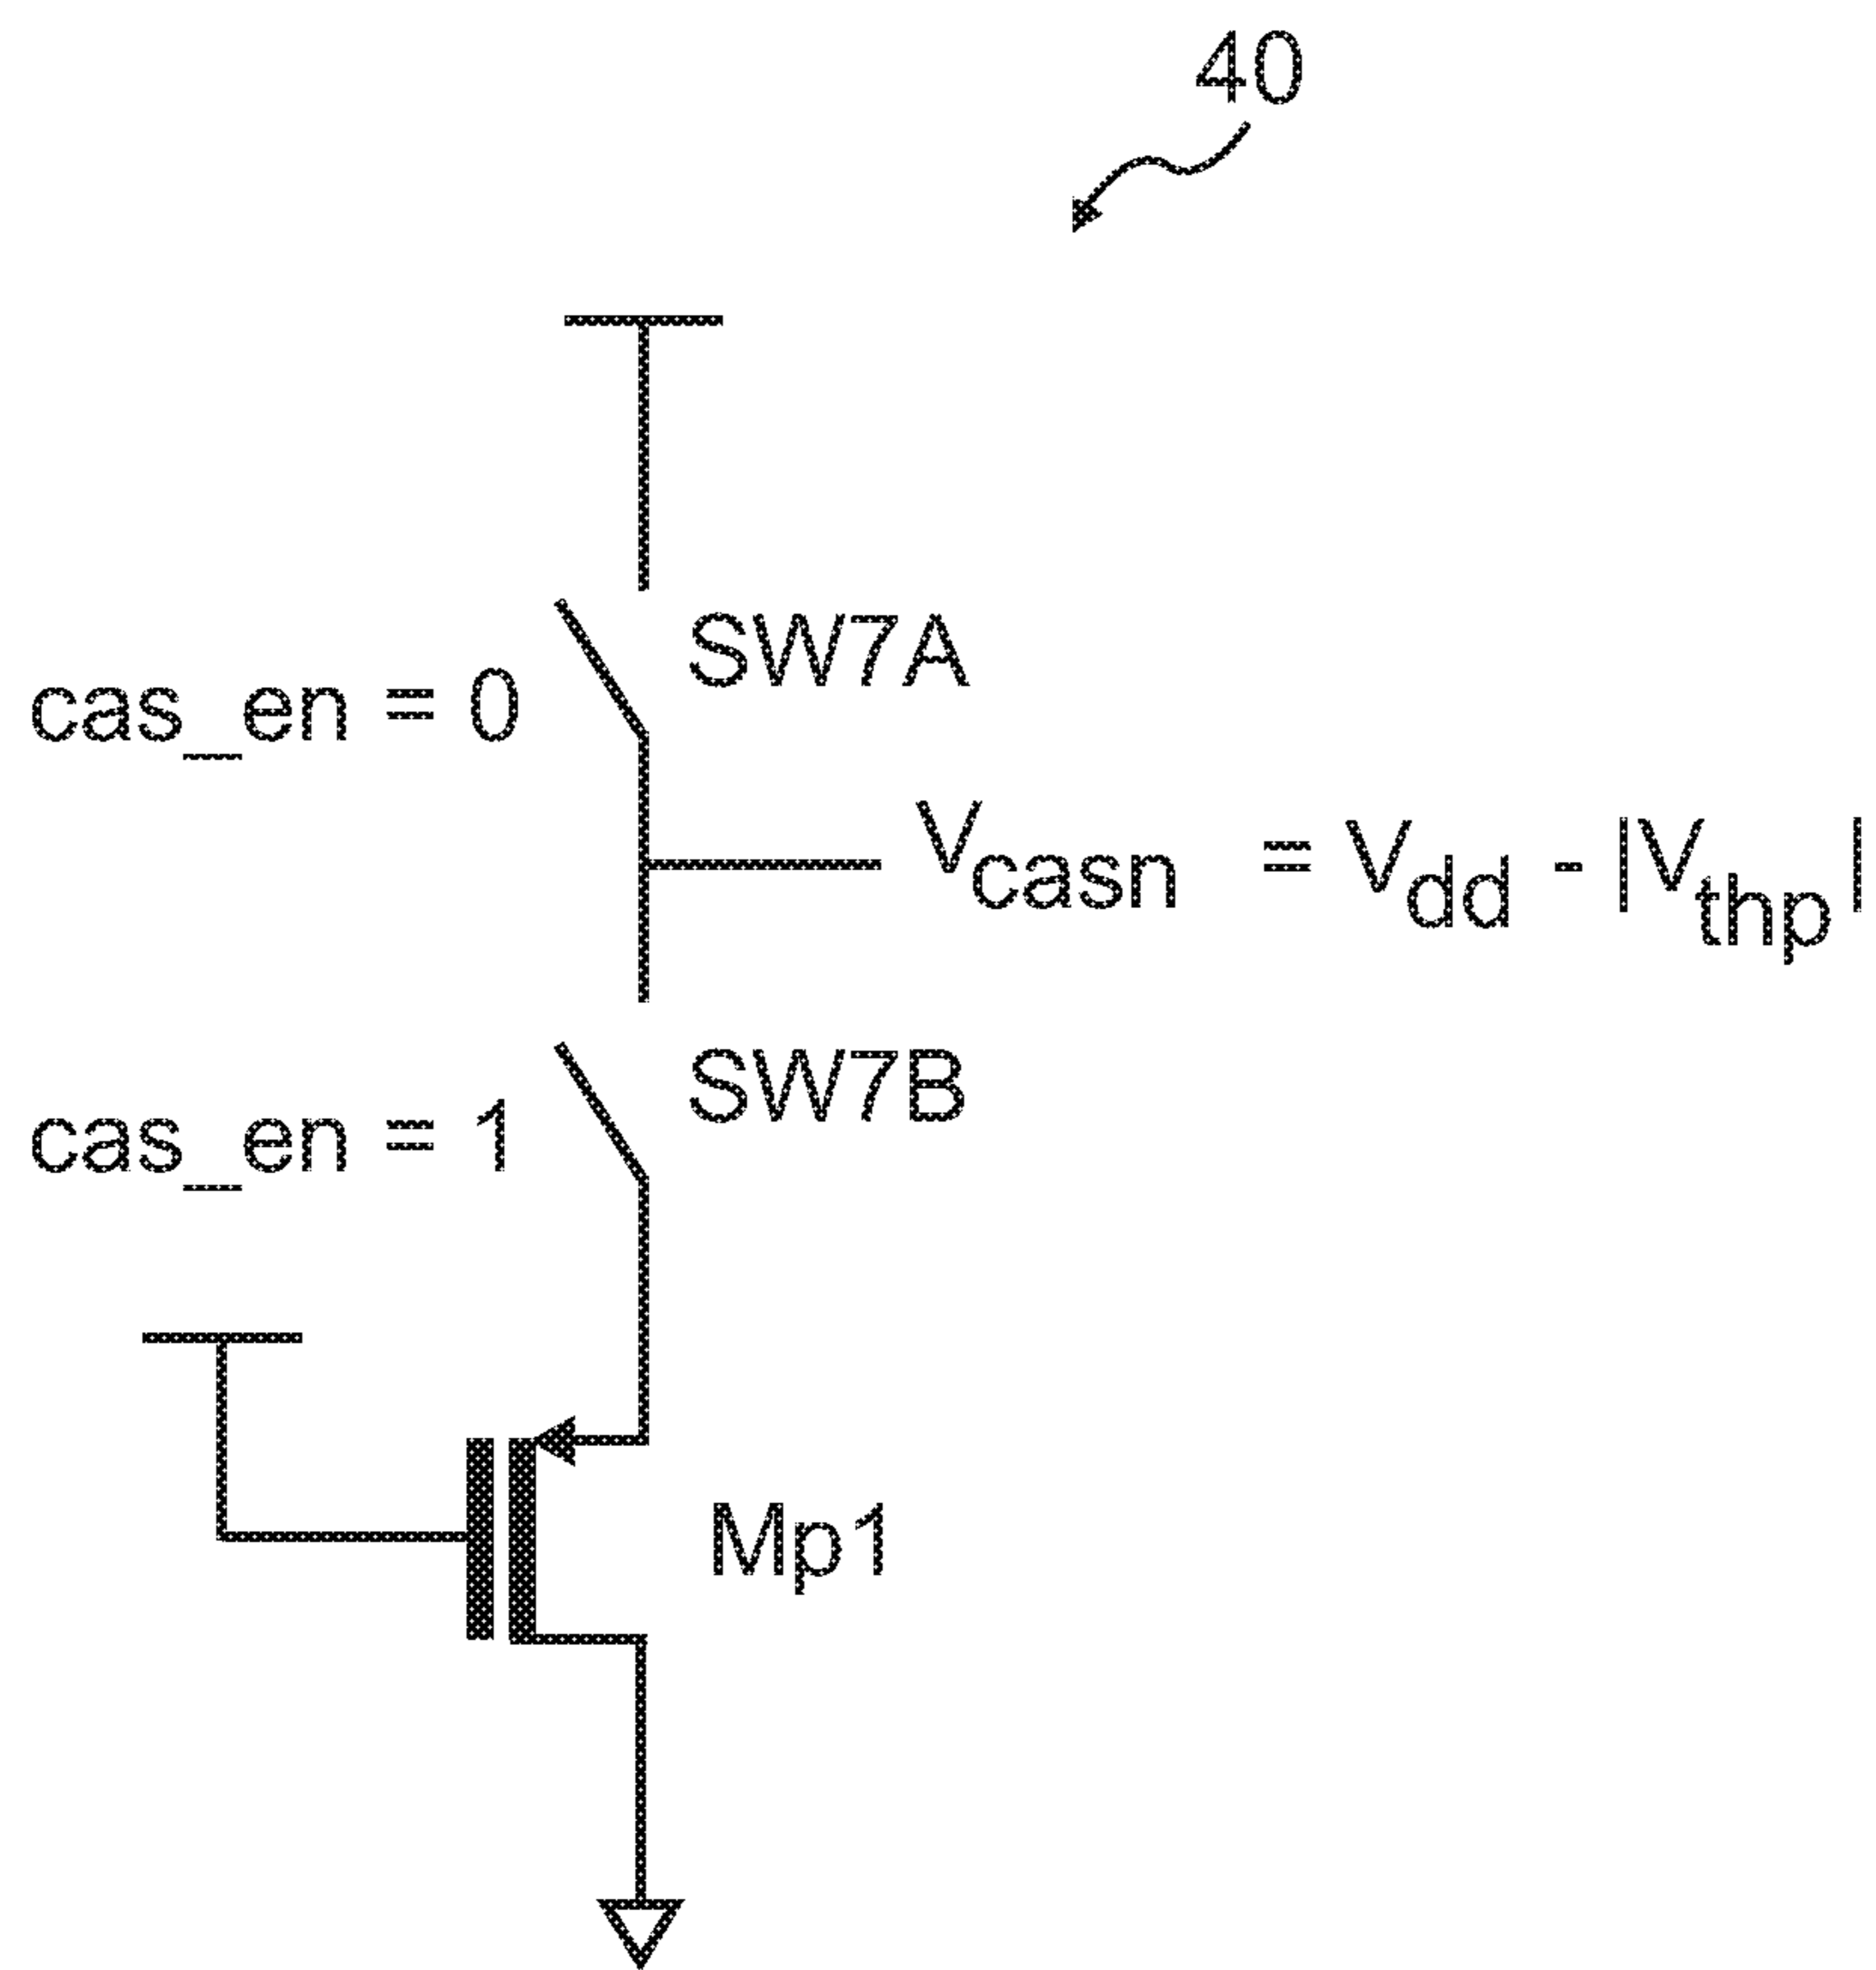 40
SW7A
cas_en = 0
Vcasn = Vdd - |Vthp|
SW7B
cas_en = 1
Mp1